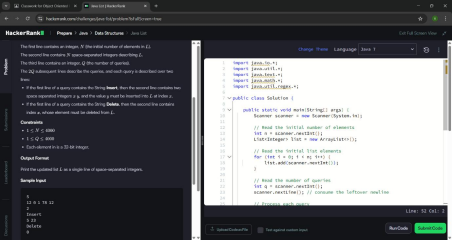 Classwork for Object Oriented
Java List | HackerRank
hackerrank.com/challenges/java-list/problem?isFullScreen=true
HackerRank
Prepare > Java > Data Structures > Java List
Exit Full Screen View
Problem
The first line contains an integer, N (the initial number of elements in L).
The second line contains N space-separated integers describing L.
The third line contains an integer, Q (the number of queries).
The 2Q subsequent lines describe the queries, and each query is described over two
lines:
If the first line of a query contains the String Insert, then the second line contains two
space separated integers x y, and the value y must be inserted into L at index x.
If the first line of a query contains the String Delete, then the second line contains
index x, whose element must be deleted from L.
Constraints
1 ≤ N ≤ 4000
1 ≤ Q ≤ 4000
Each element in is a 32-bit integer.
Output Format
Print the updated list L as a single line of space-separated integers.
Sample Input
5
12 0 1 78 12
2
Insert
5 23
Delete
0
Change Theme
Language
Java 7
import java.io.*;
import java.util.*;
import java.text.*;
import java.math.*;
import java.util.regex.*;
public class Solution {
public static void main(String[] args) {
Scanner scanner = new Scanner(System.in);
// Read the initial number of elements
int n = scanner.nextInt();
List<Integer> list = new ArrayList<>();
// Read the initial list elements
for (int i = 0; i < n; i++) {
list.add(scanner.nextInt());
}
// Read the number of queries
int q = scanner.nextInt();
scanner.nextLine(); // consume the leftover newline
// Process each query
Line: 51 Col: 2
Upload Code as File
Test against custom input
Run Code
Submit Code